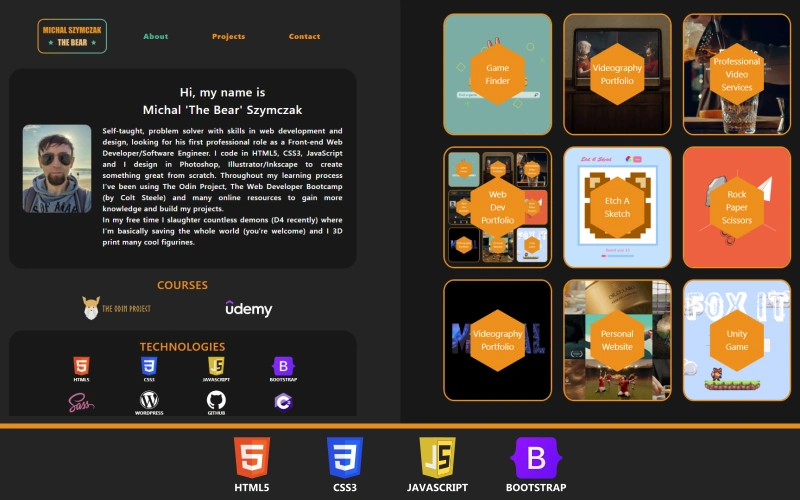 MICHAL SZYMCZAK
THE BEAR
About
Projects
Contact
Hi, my name is
Michal 'The Bear' Szymczak
Self-taught, problem solver with skills in web development and
design, looking for his first professional role as a Front-end Web
Developer/Software Engineer. I code in HTML5, CSS3, JavaScript
and I design in Photoshop, Illustrator/Inkscape to create
something great from scratch. Throughout my learning process
I've been using The Odin Project, The Web Developer Bootcamp
(by Colt Steele) and many online resources to gain more
knowledge and build my projects.
In my free time I slaughter countless demons (D4 recently) where
I'm basically saving the whole world (you're welcome) and I 3D
print many cool figurines.
COURSES
THE ODIN PROJECT
udemy
TECHNOLOGIES
HTML5
CSS3
JAVASCRIPT
BOOTSTRAP
Sass
WORDPRESS
GITHUB
Game
Finder
Videography
Portfolio
Professional
Video
Services
Web
Dev
Portfolio
Etch A
Sketch
Rock
Paper
Scissors
Videography
Portfolio
Personal
Website
FOX IT
Unity
Game
HTML5
CSS3
JAVASCRIPT
BOOTSTRAP